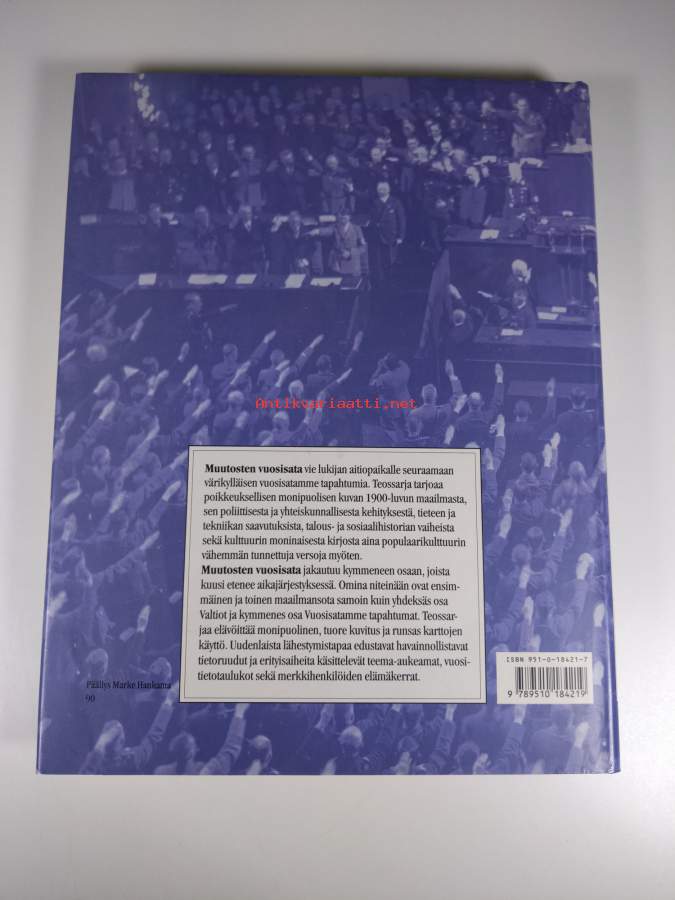 Antikvariaatti.net
Muutosten vuosisata vie lukijan aitiopaikalle seuraamaan
värikylläisen vuosisatamme tapahtumia. Teossarja tarjoaa
poikkeuksellisen monipuolisen kuvan 1900-luvun maailmasta,
sen poliittisesta ja yhteiskunnallisesta kehityksestä, tieteen ja
tekniikan saavutuksista, talous- ja sosiaalihistorian vaiheista
sekä kulttuurin moninaisesta kirjosta aina populaarikulttuurin
vähemmän tunnettuja versoja myöten.
Muutosten vuosisata jakautuu kymmeneen osaan, joista
kuusi etenee aikajärjestyksessä. Omina niteinään ovat ensim-
mäinen ja toinen maailmansota samoin kuin yhdeksäs osa
Valtiot ja kymmenes osa Vuosisatamme tapahtumat. Teossar-
jaa elävöittää monipuolinen, tuore kuvitus ja runsas karttojen
käyttö. Uudenlaista lähestymistapaa edustavat havainnollistavat
tietoruudut ja erityisaiheita käsittelevät teema-aukeamat, vuosi-
tietotaulukot sekä merkkihenkilöiden elämäkerrat.
Päällys Marke Hankama
90
ISBN 951-0-18421-7
9 789510 184219